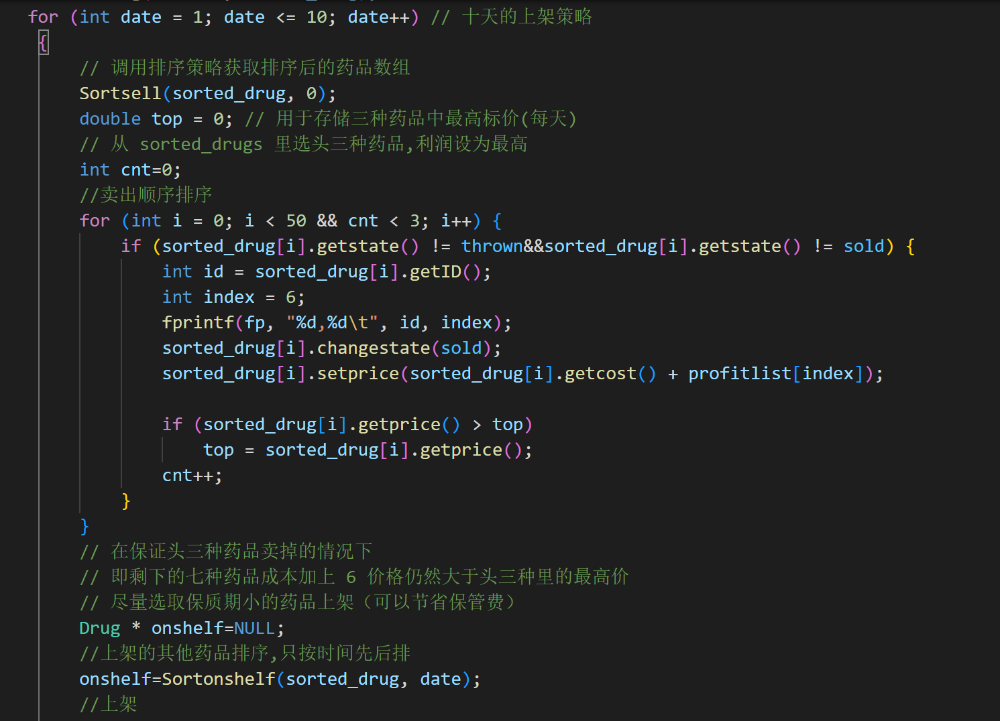 for (int date = 1; date <= 10; date++) // 十天的上架策略
{
// 调用排序策略获取排序后的药品数组
Sortsell(sorted_drug, 0);
double top = 0; // 用于存储三种药品中最高标价(每天)
// 从 sorted_drugs 里选头三种药品,利润设为最高
int cnt=0;
//卖出顺序排序
for (int i = 0; i < 50 && cnt < 3; i++) {
if (sorted_drug[i].getstate() != thrown&&sorted_drug[i].getstate() != sold) {
int id = sorted_drug[i].getID();
int index = 6;
fprintf(fp, "%d,%d\t", id, index);
sorted_drug[i].changestate(sold);
sorted_drug[i].setprice(sorted_drug[i].getcost() + profitlist[index]);
if (sorted_drug[i].getprice() > top)
top = sorted_drug[i].getprice();
cnt++;
}
}
// 在保证头三种药品卖掉的情况下
// 即剩下的七种药品成本加上 6 价格仍然大于头三种里的最高价
// 尽量选取保质期小的药品上架（可以节省保管费）
Drug * onshelf=NULL;
//上架的其他药品排序,只按时间先后排
onshelf=Sortonshelf(sorted_drug, date);
//上架